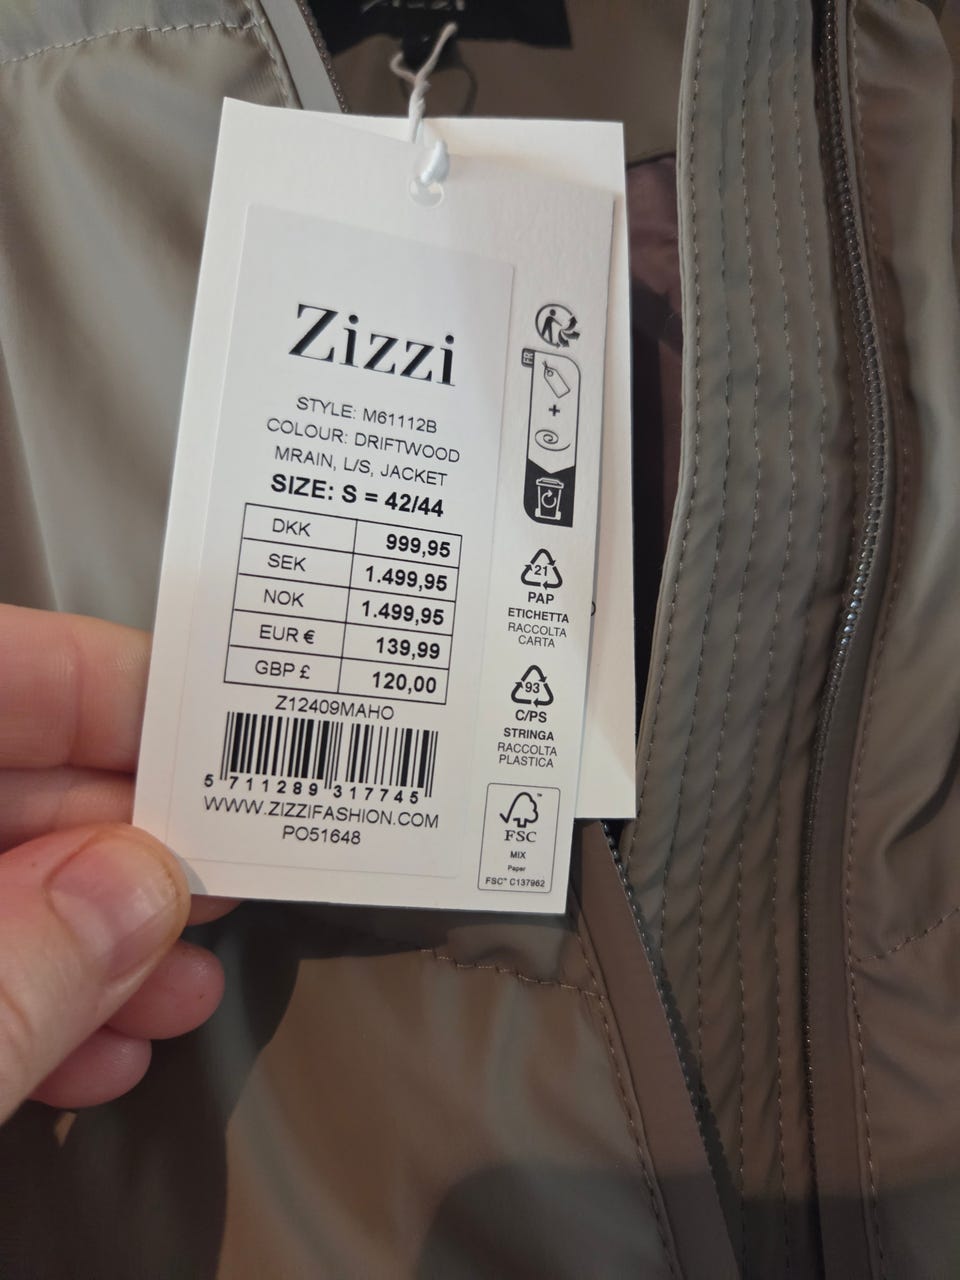 Zizzi
Zizzi
STYLE: M61112B
COLOUR: DRIFTWOOD
MRAIN, L/S, JACKET
SIZE: S = 42/44
DKK 999,95
SEK 1.499,95
NOK 1.499,95
EUR € 139,99
GBP £ 120,00
Z12409MAHO
5 711289 317745
WWW.ZIZZIFASHION.COM
PO51648
FR
+
21
PAP
ETICHETTA
RACCOLTA
CARTA
93
C/PS
STRINGA
RACCOLTA
PLASTICA
FSC
MIX
Paper
FSC™ C137962